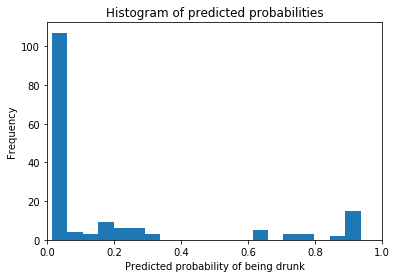 Histogram of predicted probabilities
Frequency
100
80
60
40
20
0
0.0 0.2 0.4 0.6 0.8 1.0
Predicted probability of being drunk